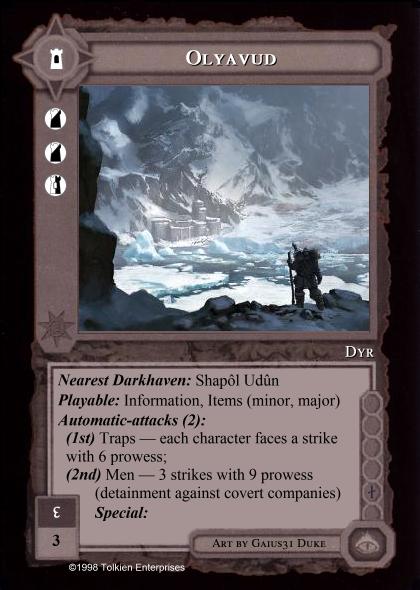 OLYAVUD
DYR
Nearest Darkhaven: Shapôl Udûn
Playable: Information, Items (minor, major)
Automatic-attacks (2):
(1st) Traps — each character faces a strike
with 6 prowess;
(2nd) Men — 3 strikes with 9 prowess
(detainment against covert companies)
Special:
3
ART BY GAIUS31 DUKE
©1998 Tolkien Enterprises